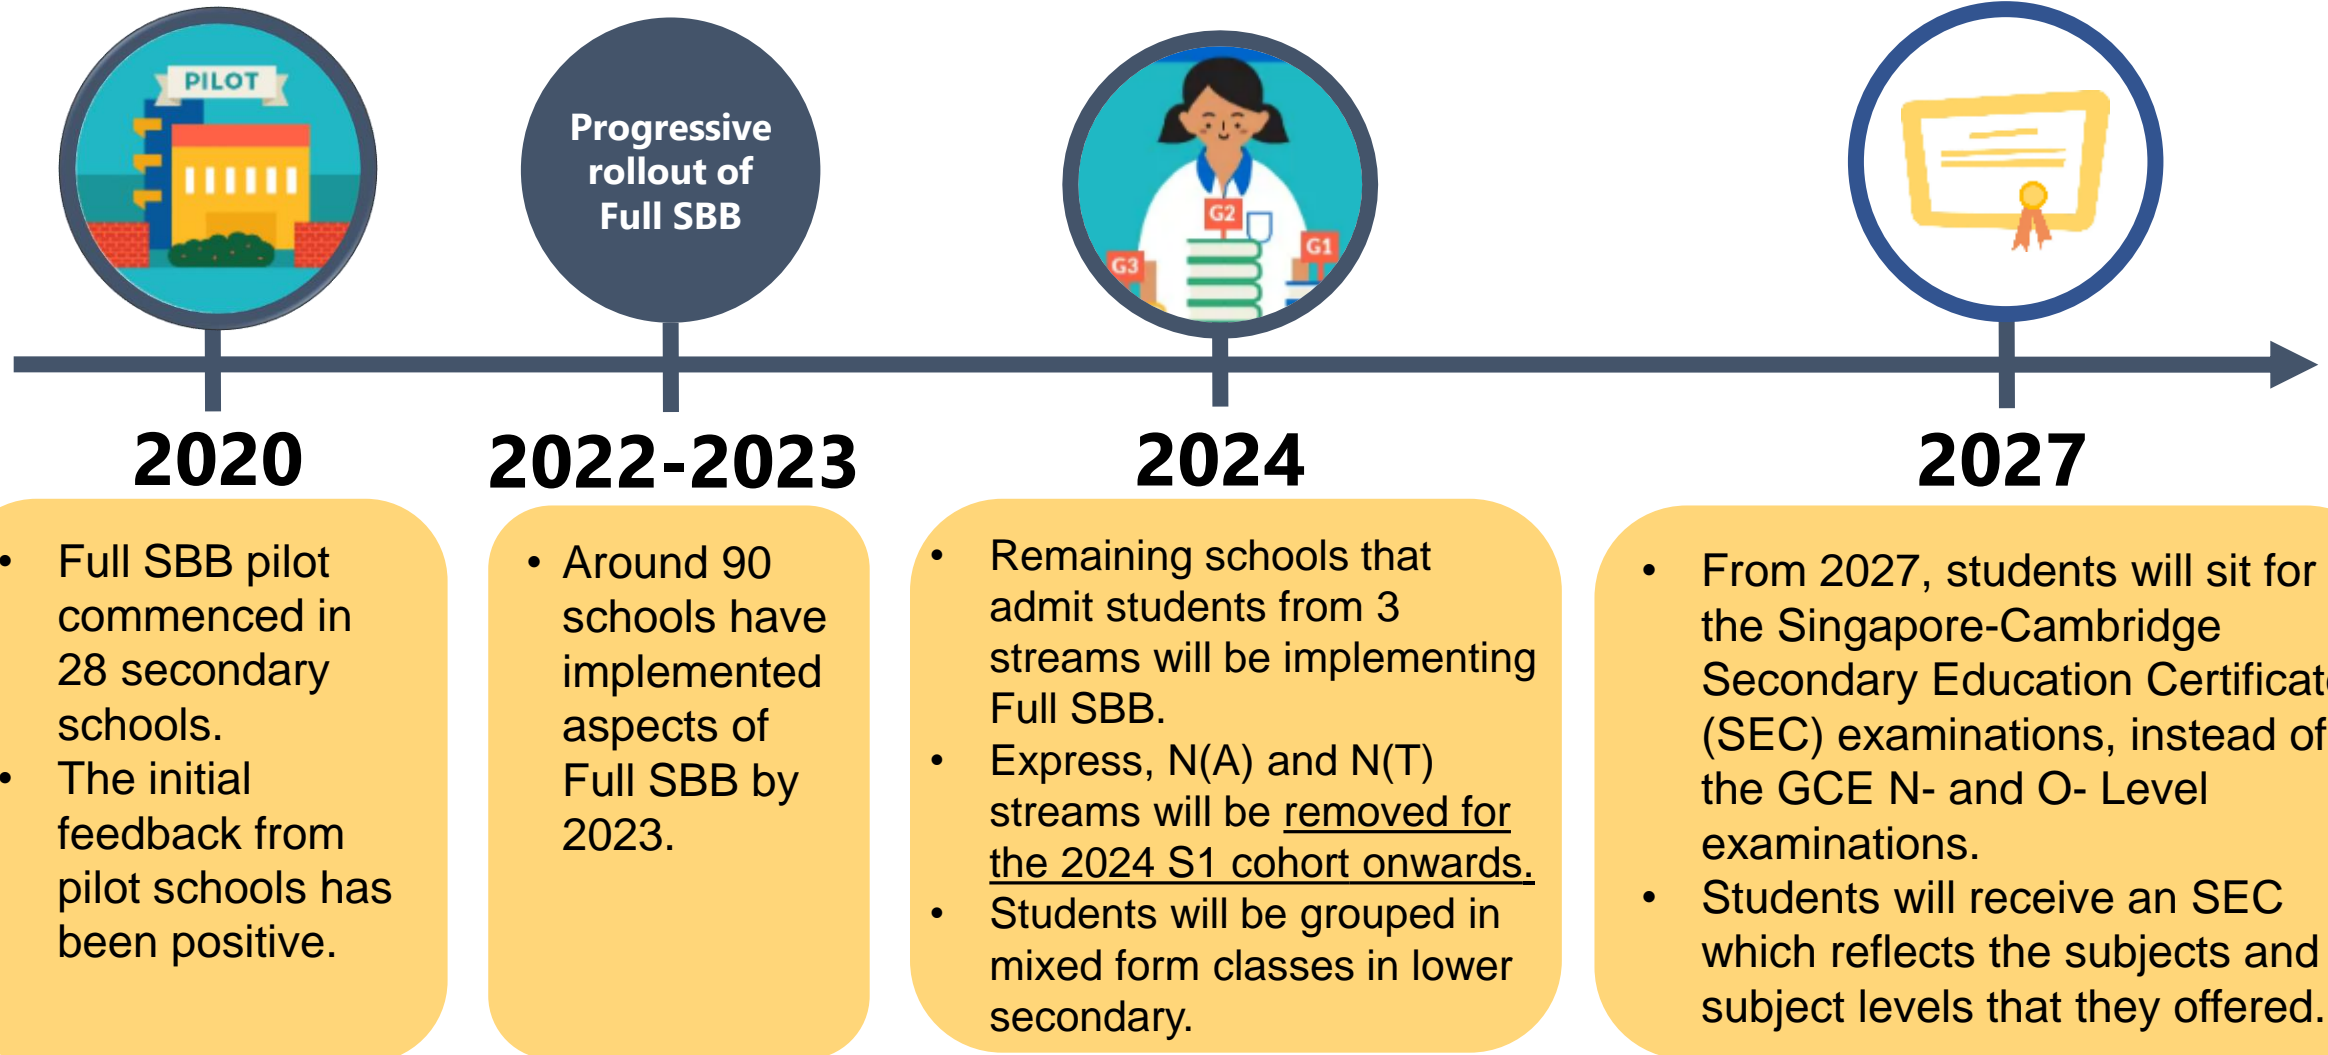 PILOT
Progressive
rollout of
Full SBB
G2
G1
G3
2020
2022-2023
2024
2027
• Full SBB pilot
commenced in
28 secondary
schools.
• The initial
feedback from
pilot schools has
been positive.
• Around 90
schools have
implemented
aspects of
Full SBB by
2023.
• Remaining schools that
admit students from 3
streams will be implementing
Full SBB.
• Express, N(A) and N(T)
streams will be removed for
the 2024 S1 cohort onwards.
• Students will be grouped in
mixed form classes in lower
secondary.
• From 2027, students will sit for
the Singapore-Cambridge
Secondary Education Certificate
(SEC) examinations, instead of
the GCE N- and O- Level
examinations.
• Students will receive an SEC
which reflects the subjects and
subject levels that they offered.